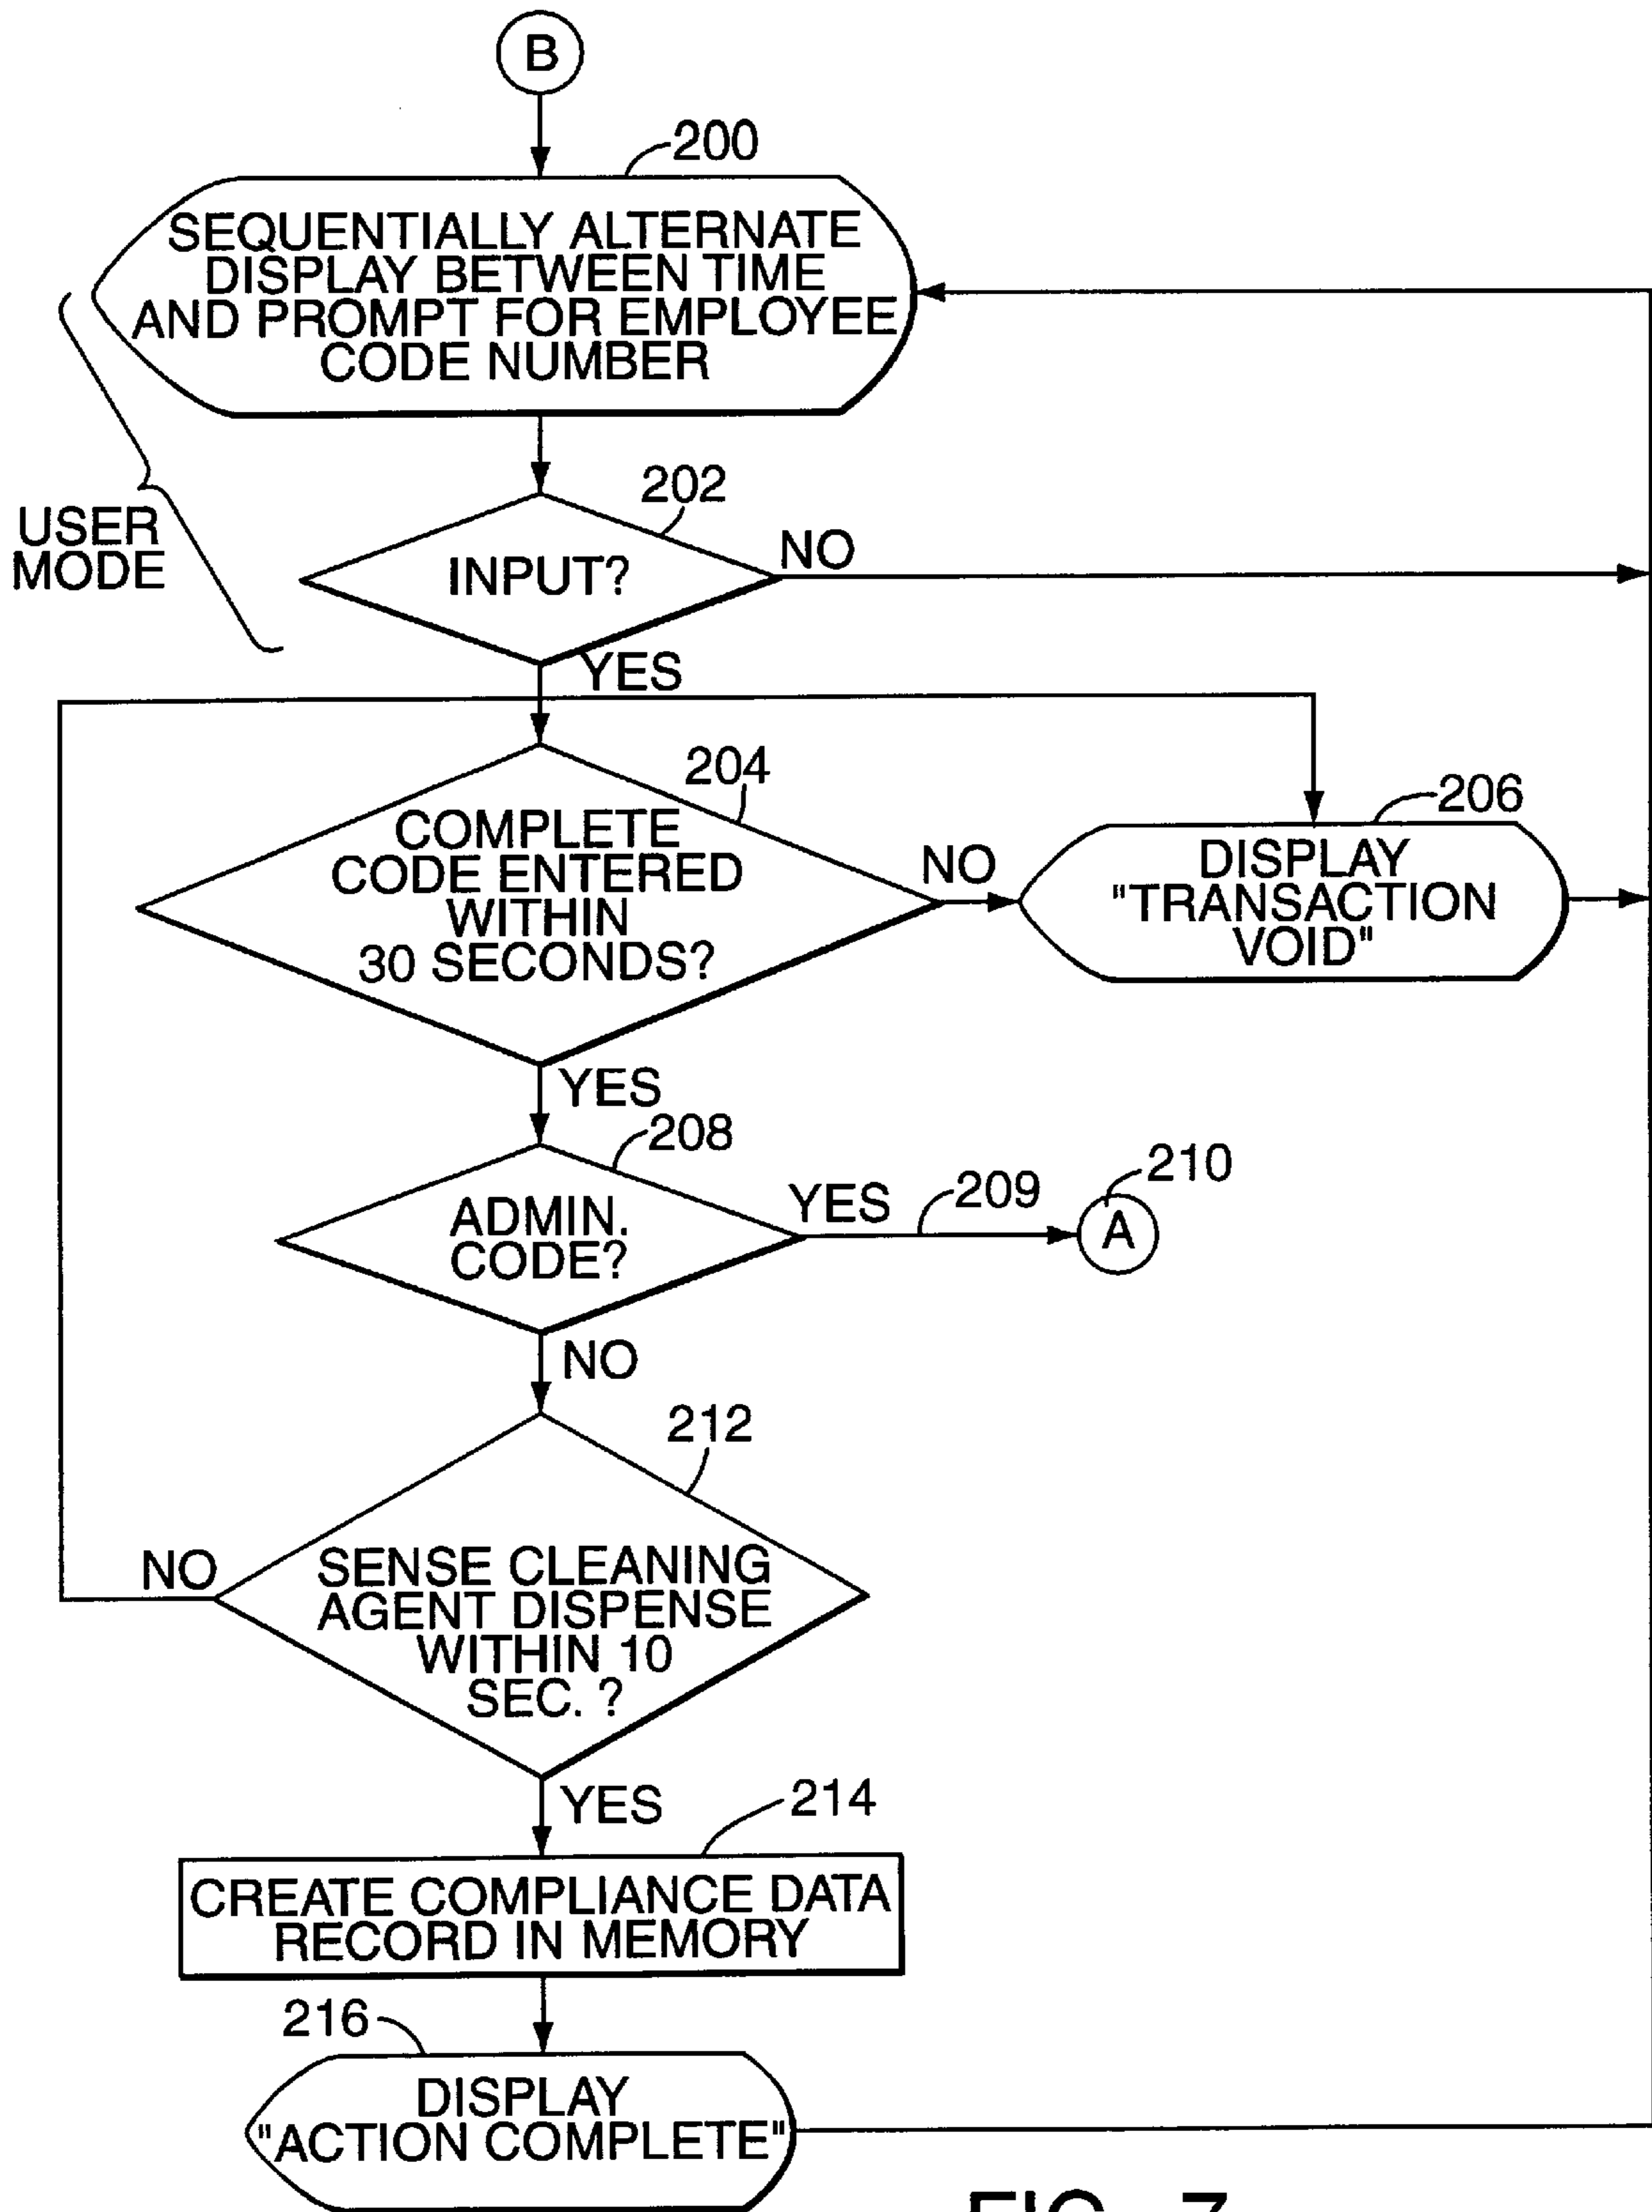 B
200
SEQUENTIALLY ALTERNATE
DISPLAY BETWEEN TIME
AND PROMPT FOR EMPLOYEE
CODE NUMBER
USER
MODE
202
INPUT?
NO
YES
204
COMPLETE
CODE ENTERED
WITHIN
30 SECONDS?
NO
206
DISPLAY
"TRANSACTION
VOID"
YES
208
ADMIN.
CODE?
YES
209
210
A
NO
212
SENSE CLEANING
AGENT DISPENSE
WITHIN 10
SEC. ?
NO
YES
214
CREATE COMPLIANCE DATA
RECORD IN MEMORY
216
DISPLAY
"ACTION COMPLETE"